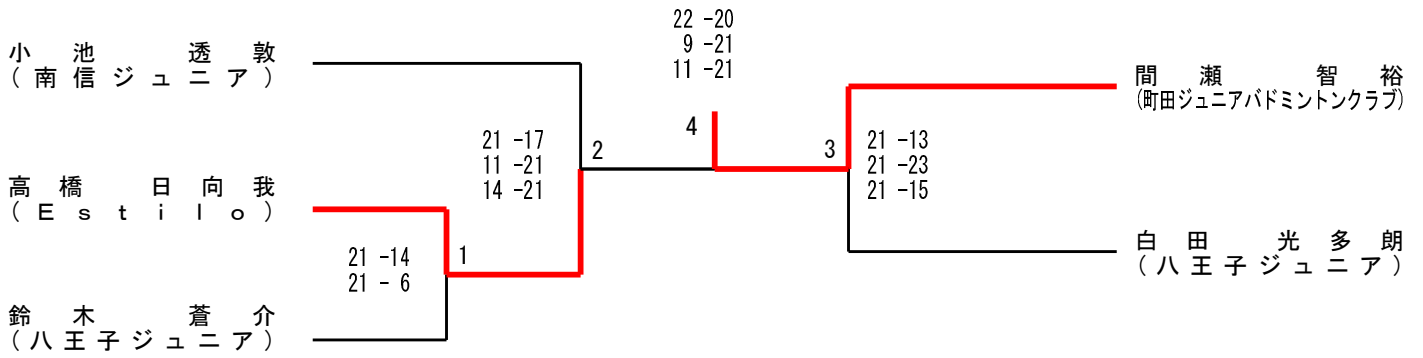 小池 透敦
(南信ジュニア)
高橋 日向我
(Estilo)
鈴木 蒼介
(八王子ジュニア)
21 -14
21 - 6
1
21 -17
11 -21
14 -21
2
22 -20
9 -21
11 -21
4
3
21 -13
21 -23
21 -15
間瀬 智裕
(町田ジュニアバドミントンクラブ)
白田 光多朗
(八王子ジュニア)